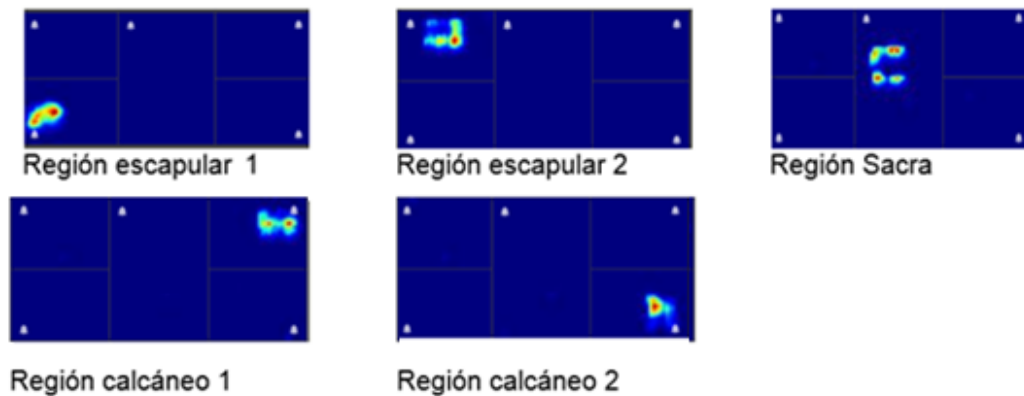 Región escapular 1
Región escapular 2
Región Sacra
Región calcáneo 1
Región calcáneo 2